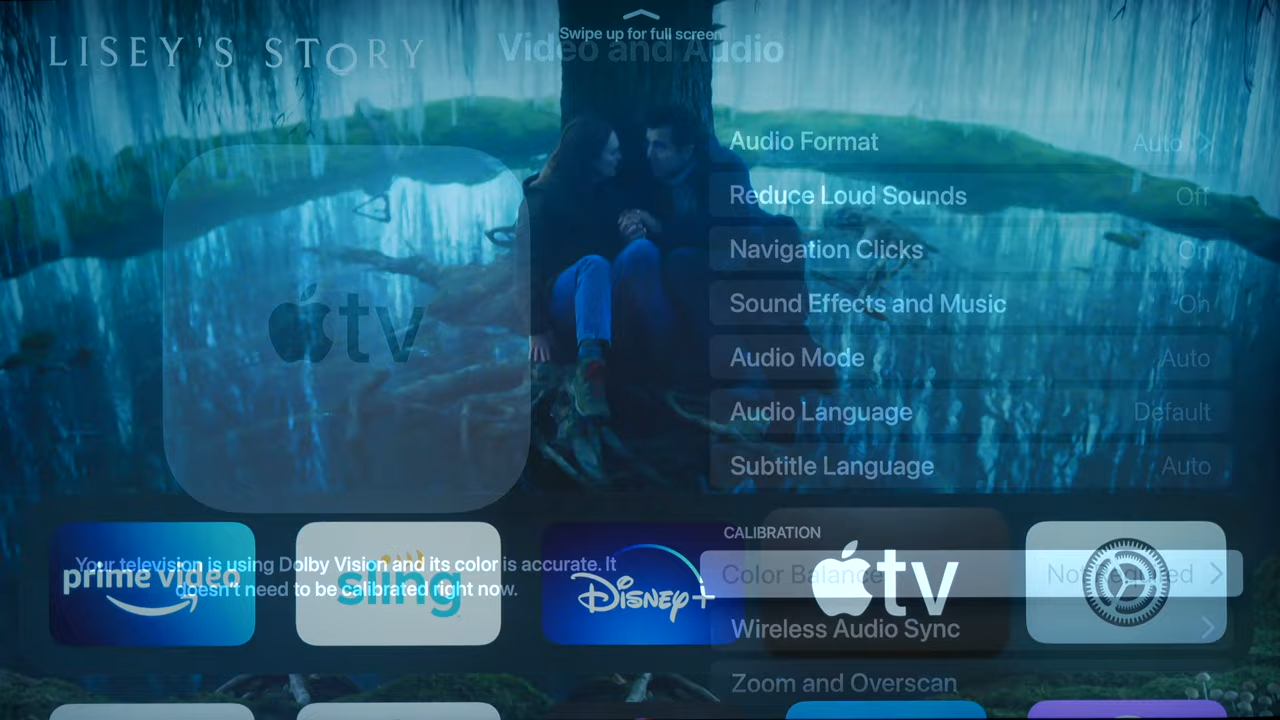 Swipe up for full screen
LISEY'S STORY
Video and Audio
Audio Format Auto
Reduce Loud Sounds Off
Navigation Clicks On
Sound Effects and Music On
Audio Mode Auto
Audio Language Default
Subtitle Language Auto
tv
CALIBRATION
Your television is using Dolby Vision and its color is accurate. It
doesn't need to be calibrated right now.
prime video
sling
Disney+
tv
Color Balance
Wireless Audio Sync
Zoom and Overscan